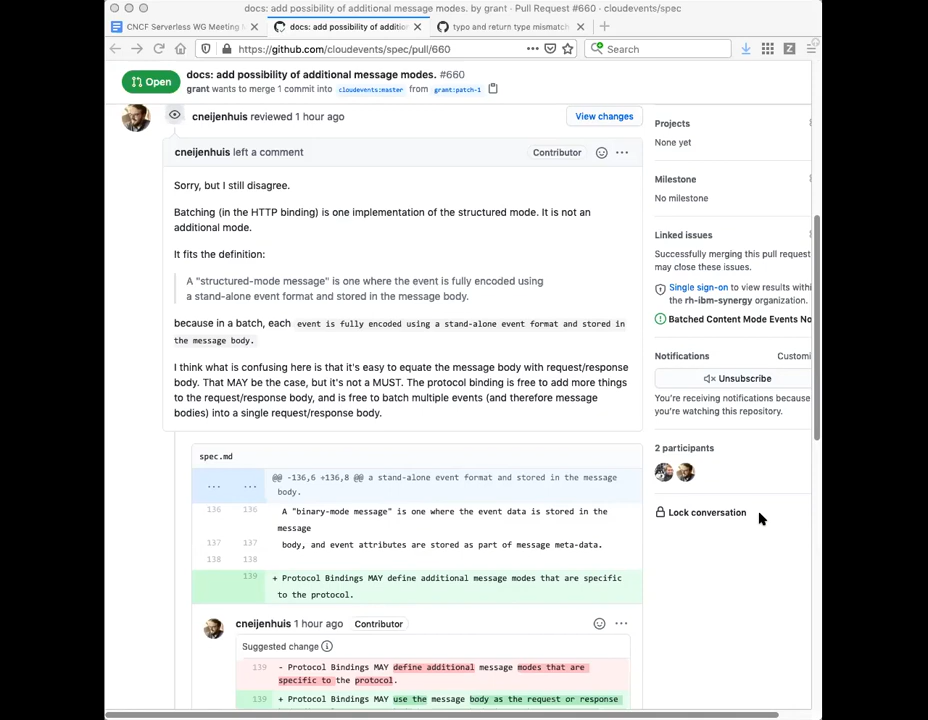 docs: add possibility of additional message modes. by grant · Pull Request #660 · cloudevents/spec
CNCF Serverless WG Meeting
docs: add possibility of additio
typo and return type mismatch
https://github.com/cloudevents/spec/pull/660
Search
Open
docs: add possibility of additional message modes. #660
grant wants to merge 1 commit into cloudevents:master from grant:patch-1
cneijenhuis reviewed 1 hour ago
View changes
cneijenhuis left a comment
Contributor
Sorry, but I still disagree.
Batching (in the HTTP binding) is one implementation of the structured mode. It is not an
additional mode.
It fits the definition:
A "structured-mode message" is one where the event is fully encoded using
a stand-alone event format and stored in the message body.
because in a batch, each event is fully encoded using a stand-alone event format and stored in
the message body.
I think what is confusing here is that it's easy to equate the message body with request/response
body. That MAY be the case, but it's not a MUST. The protocol binding is free to add more things
to the request/response body, and is free to batch multiple events (and therefore message
bodies) into a single request/response body.
spec.md
... ... @@ -136,6 +136,8 @@ a stand-alone event format and stored in the message
body.
136 136 A "binary-mode message" is one where the event data is stored in the
message
137 137 body, and event attributes are stored as part of message meta-data.
138 138
139 + Protocol Bindings MAY define additional message modes that are specific
to the protocol.
cneijenhuis 1 hour ago Contributor
Suggested change
139 - Protocol Bindings MAY define additional message modes that are
specific to the protocol.
139 + Protocol Bindings MAY use the message body as the request or response
Projects
None yet
Milestone
No milestone
Linked issues
Successfully merging this pull request
may close these issues.
Single sign-on to view results withi
the rh-ibm-synergy organization.
Batched Content Mode Events No
Notifications
Customi
Unsubscribe
You're receiving notifications because
you're watching this repository.
2 participants
Lock conversation